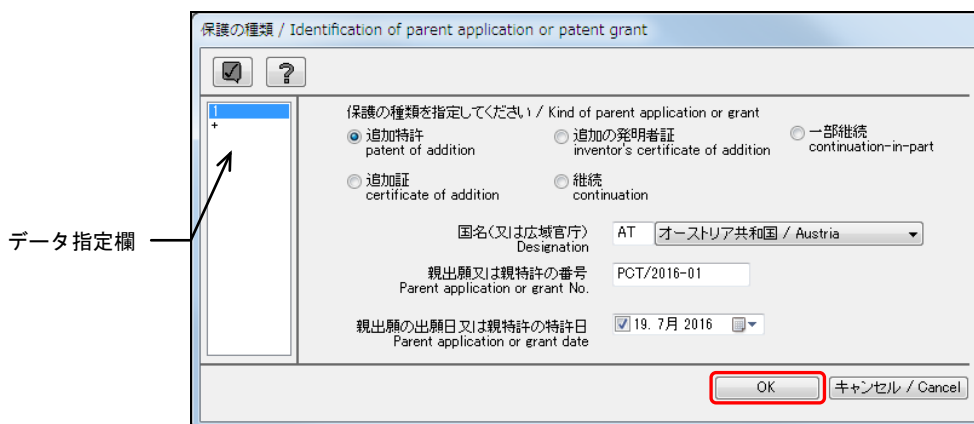 保護の種類 / Identification of parent application or patent grant
1
+
保護の種類を指定してください / Kind of parent application or grant
追加特許
patent of addition
追加の発明者証
inventor's certificate of addition
一部継続
continuation-in-part
追加証
certificate of addition
継続
continuation
データ指定欄
国名(又は広域官庁)
Designation
AT オーストリア共和国 / Austria
親出願又は親特許の番号
Parent application or grant No.
PCT/2016-01
親出願の出願日又は親特許の特許日
Parent application or grant date
19. 7月 2016
OK キャンセル / Cancel